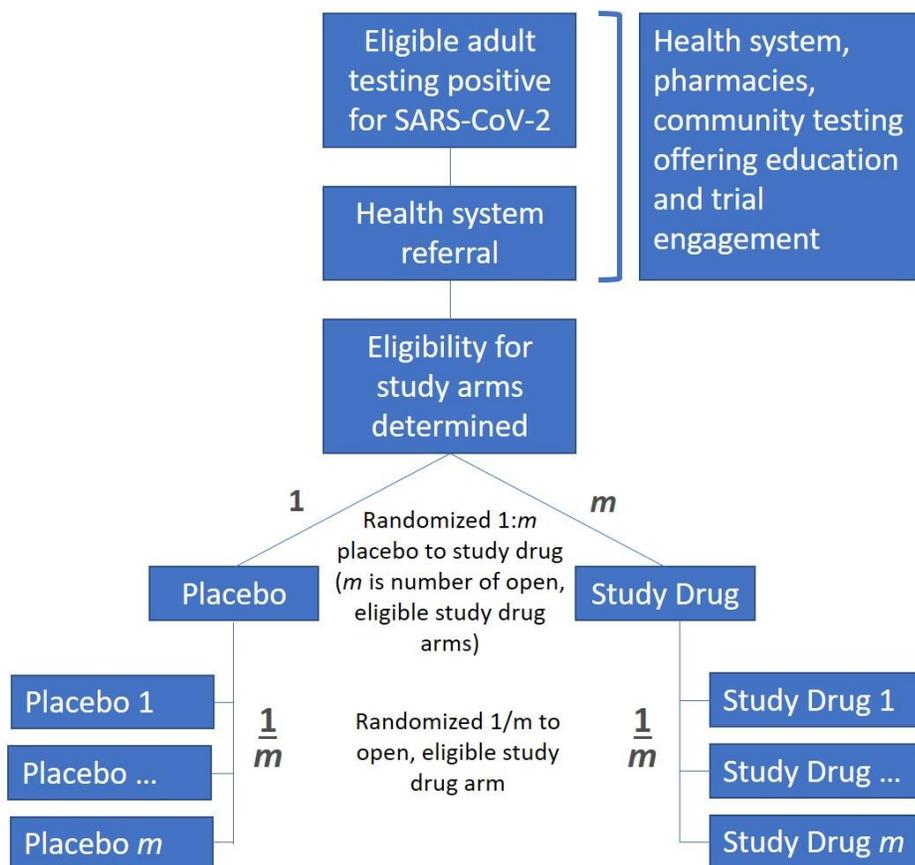 Eligible adult
testing positive
for SARS-CoV-2
Health system,
pharmacies,
community testing
offering education
and trial
engagement
Health system
referral
Eligibility for
study arms
determined
1
m
Randomized 1:m
placebo to study drug
(m is number of open,
eligible study drug
arms)
Placebo
Study Drug
Placebo 1
Placebo ...
Placebo m
1
m
Randomized 1/m to
open, eligible study
drug arm
1
m
Study Drug 1
Study Drug ...
Study Drug m